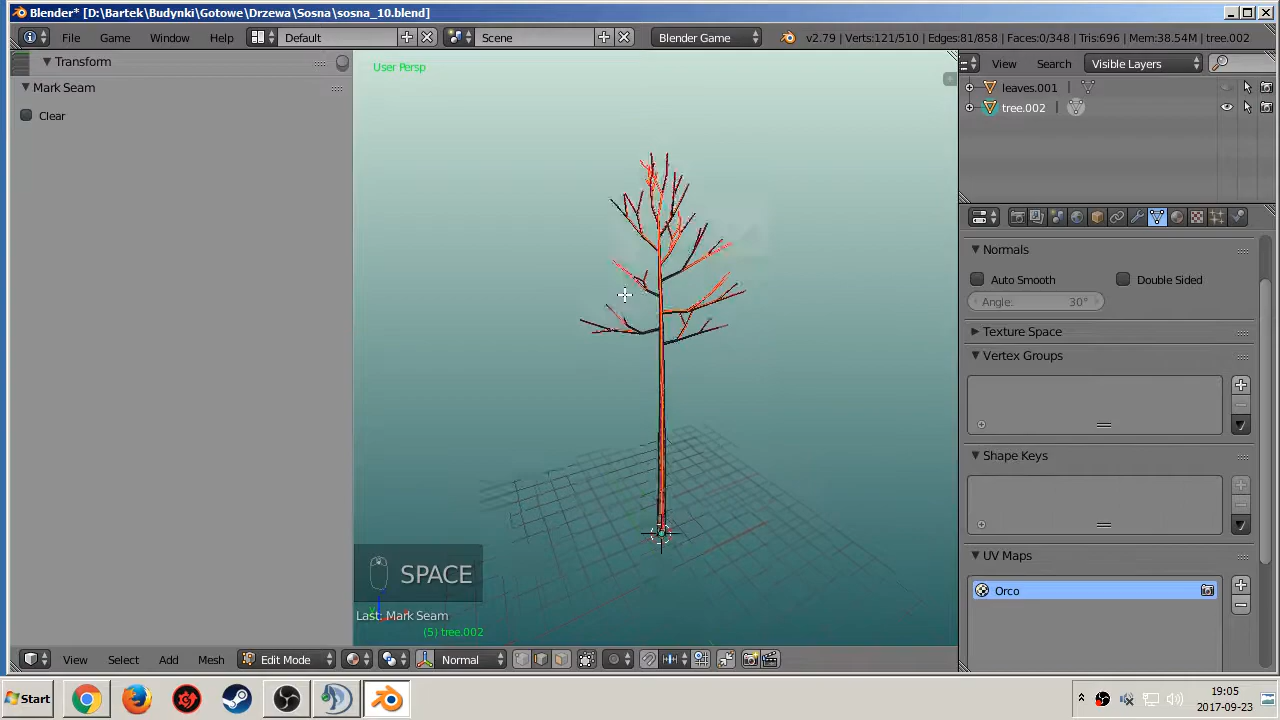 Blender* [D:\Bartek\Budynki\Gotowe\Drzewa\Sosna\sosna_10.blend]
File Game Window Help Default Scene Blender Game v2.79 | Verts:121/510 | Edges:81/858 | Faces:0/348 | Tris:696 | Mem:38.54M | tree.002
Transform
Mark Seam
Clear
User Persp
SPACE
Last: Mark Seam
(5) tree.002
View Search Visible Layers
leaves.001
tree.002
Normals
Auto Smooth Double Sided
Angle: 30°
Texture Space
Vertex Groups
Shape Keys
UV Maps
Orco
View Select Add Mesh Edit Mode Normal
Start
19:05
2017-09-23